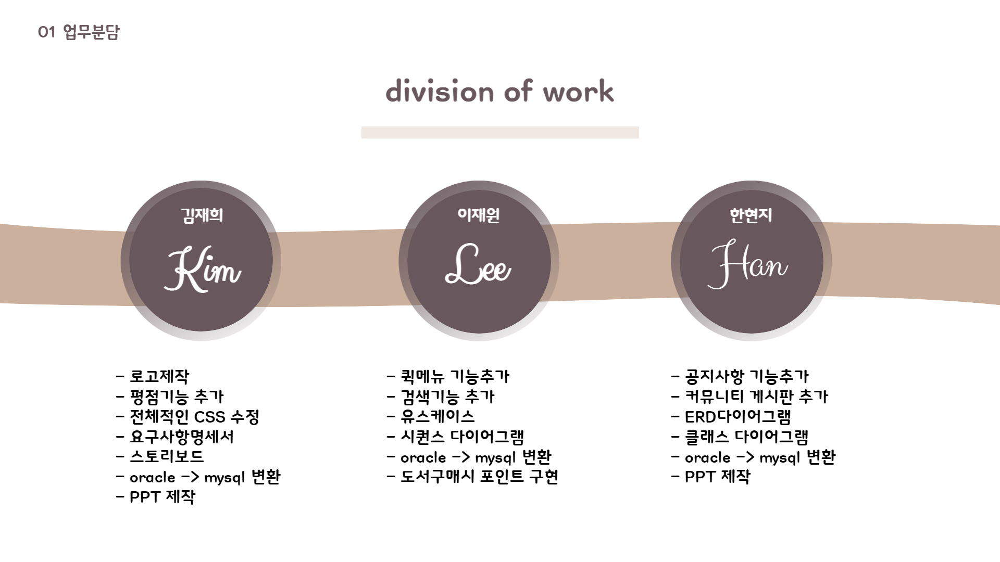 01 업무분담
division of work
김재희
Kim
이재원
Lee
한현지
Han
- 로고제작
- 평점기능 추가
- 전체적인 CSS 수정
- 요구사항명세서
- 스토리보드
- oracle -> mysql 변환
- PPT 제작
- 퀵메뉴 기능추가
- 검색기능 추가
- 유스케이스
- 시퀀스 다이어그램
- oracle -> mysql 변환
- 도서구매시 포인트 구현
- 공지사항 기능추가
- 커뮤니티 게시판 추가
- ERD다이어그램
- 클래스 다이어그램
- oracle -> mysql 변환
- PPT 제작